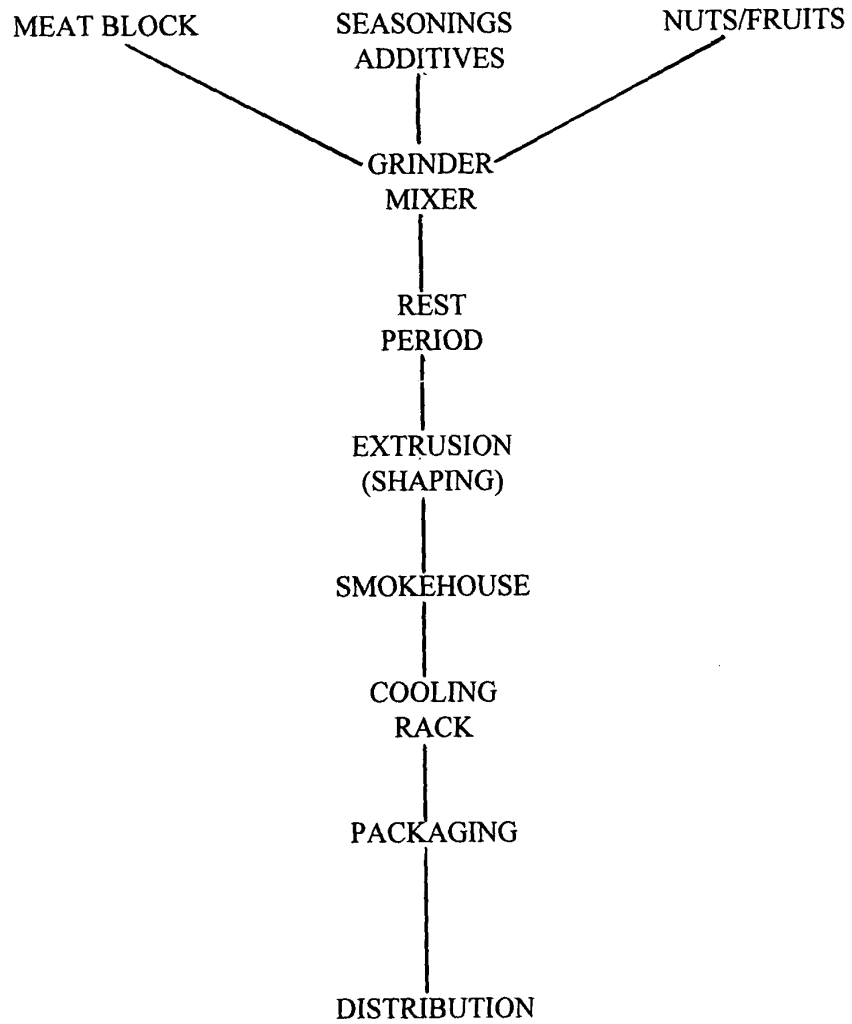 MEAT BLOCK
SEASONINGS
ADDITIVES
NUTS/FRUITS
GRINDER
MIXER
REST
PERIOD
EXTRUSION
(SHAPING)
SMOKEHOUSE
COOLING
RACK
PACKAGING
DISTRIBUTION